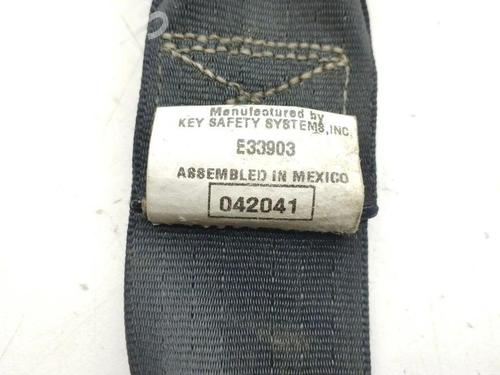 Manufactured by
KEY SAFETY SYSTEMS, INC.
E33903
ASSEMBLED IN MEXICO
042041